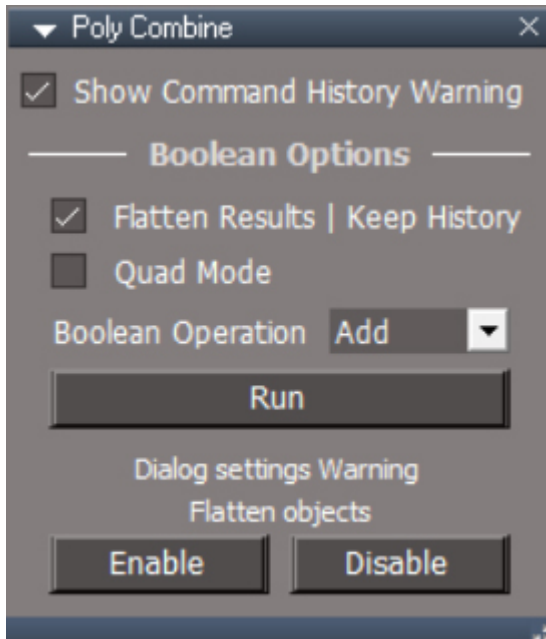 Poly Combine
Show Command History Warning
Boolean Options
Flatten Results | Keep History
Quad Mode
Boolean Operation Add
Run
Dialog settings Warning
Flatten objects
Enable Disable